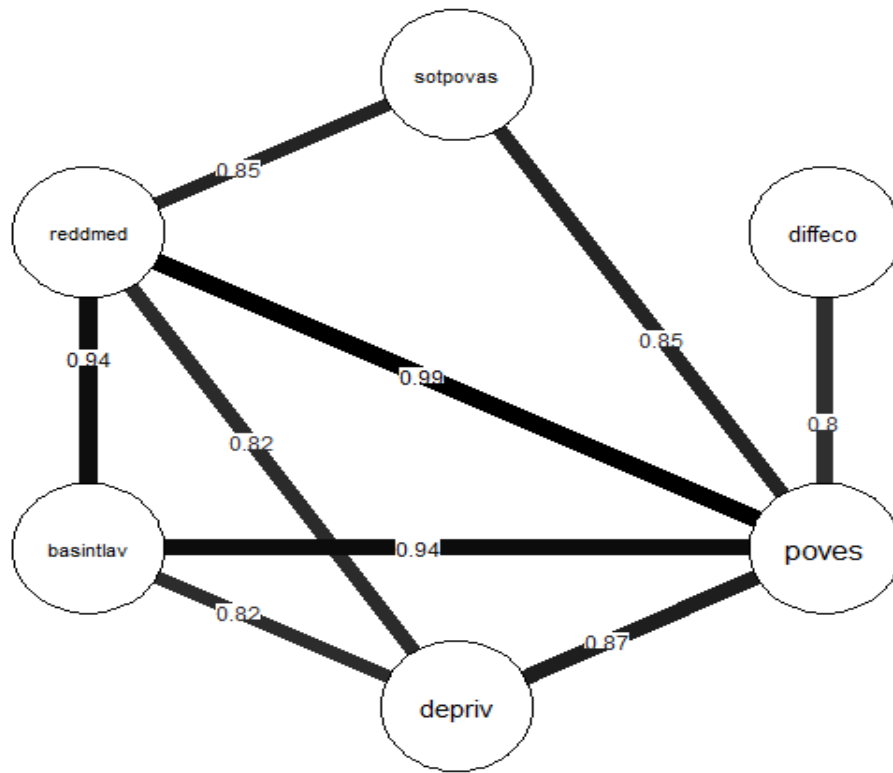 sotpovas
0.85
reddmed
diffeco
0.85
0.94
0.99
0.8
0.82
basintlav
0.94
poves
0.82
0.87
depriv